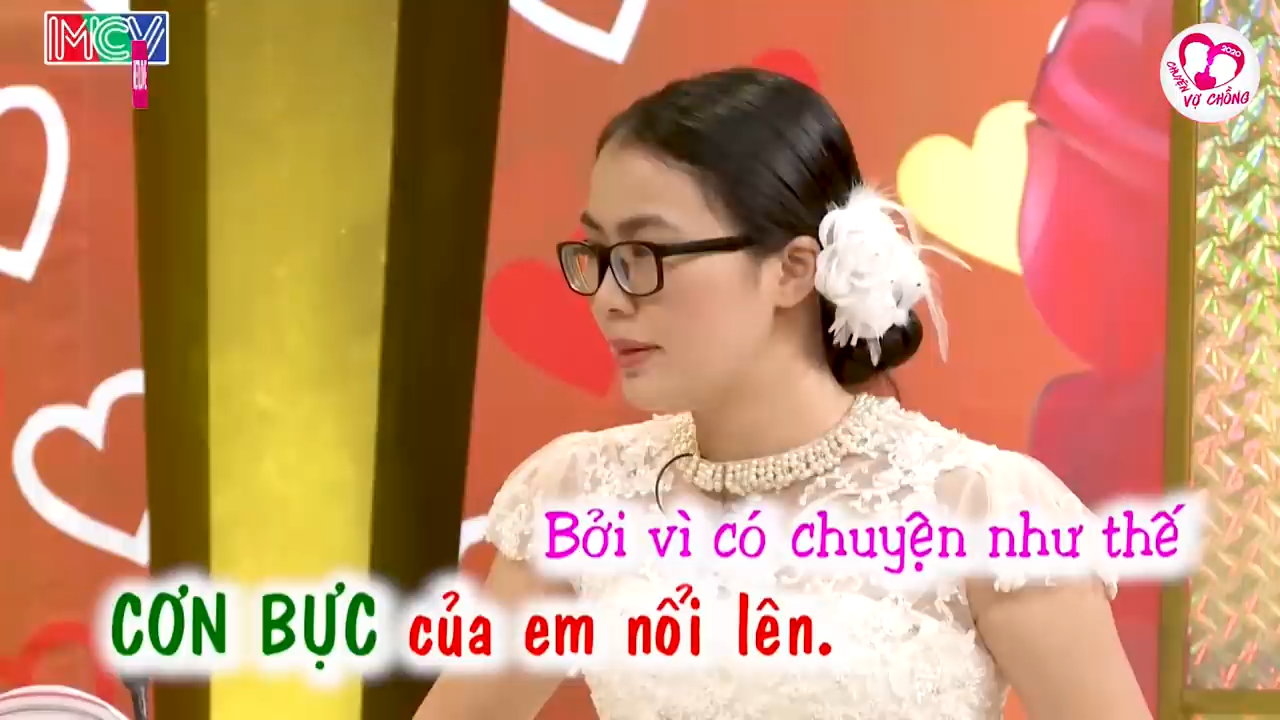 MCV
2020
CHUYỆN
VỢ CHỒNG
Bởi vì có chuyện như thế
CƠN BỰC của em nổi lên.